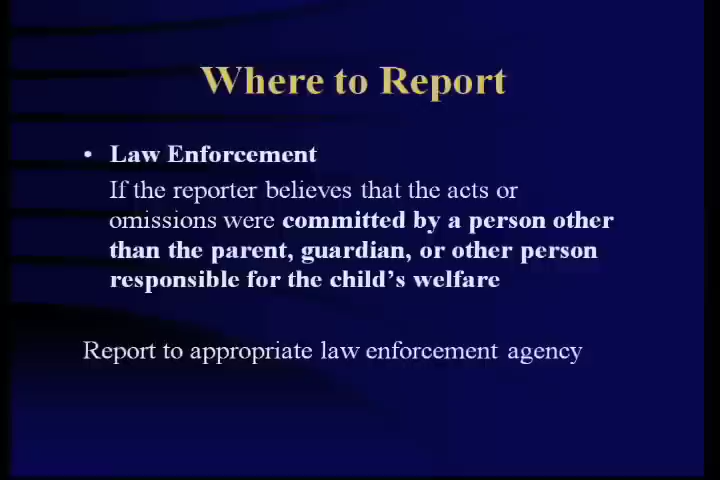 Where to Report
• Law Enforcement
If the reporter believes that the acts or
omissions were committed by a person other
than the parent, guardian, or other person
responsible for the child’s welfare
Report to appropriate law enforcement agency